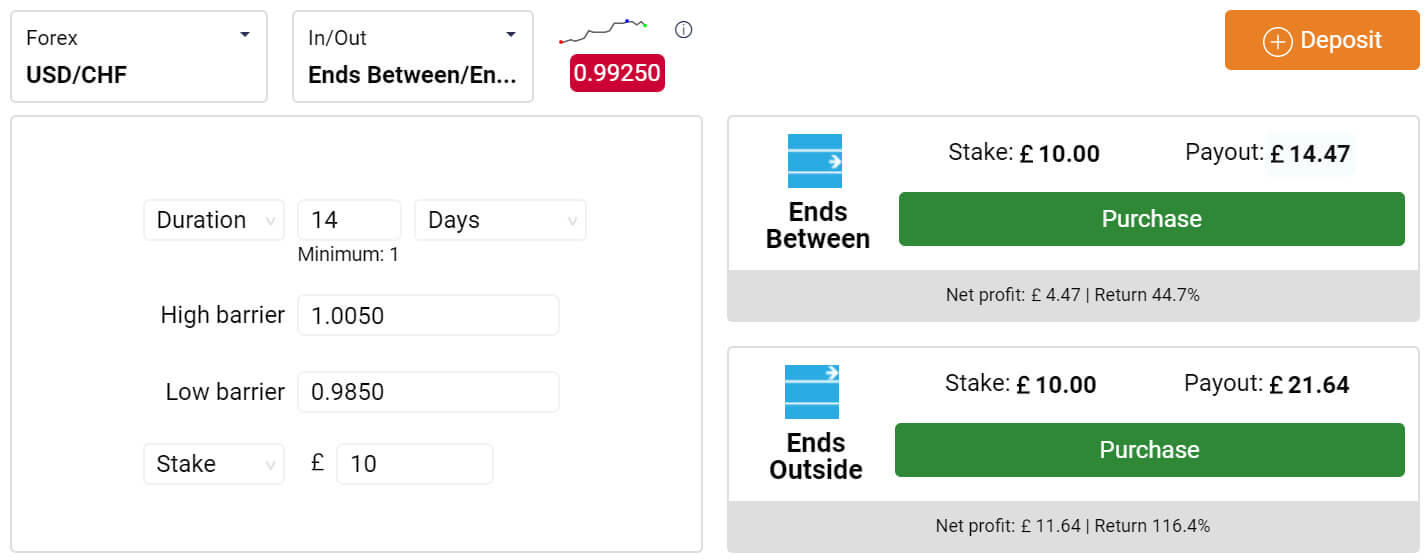 Forex
USD/CHF
In/Out
Ends Between/En...
0.99250
Deposit
Duration 14 Days
Minimum: 1
High barrier 1.0050
Low barrier 0.9850
Stake £ 10
Ends
Between
Stake: £ 10.00 Payout: £ 14.47
Purchase
Net profit: £ 4.47 | Return 44.7%
Ends
Outside
Stake: £ 10.00 Payout: £ 21.64
Purchase
Net profit: £ 11.64 | Return 116.4%